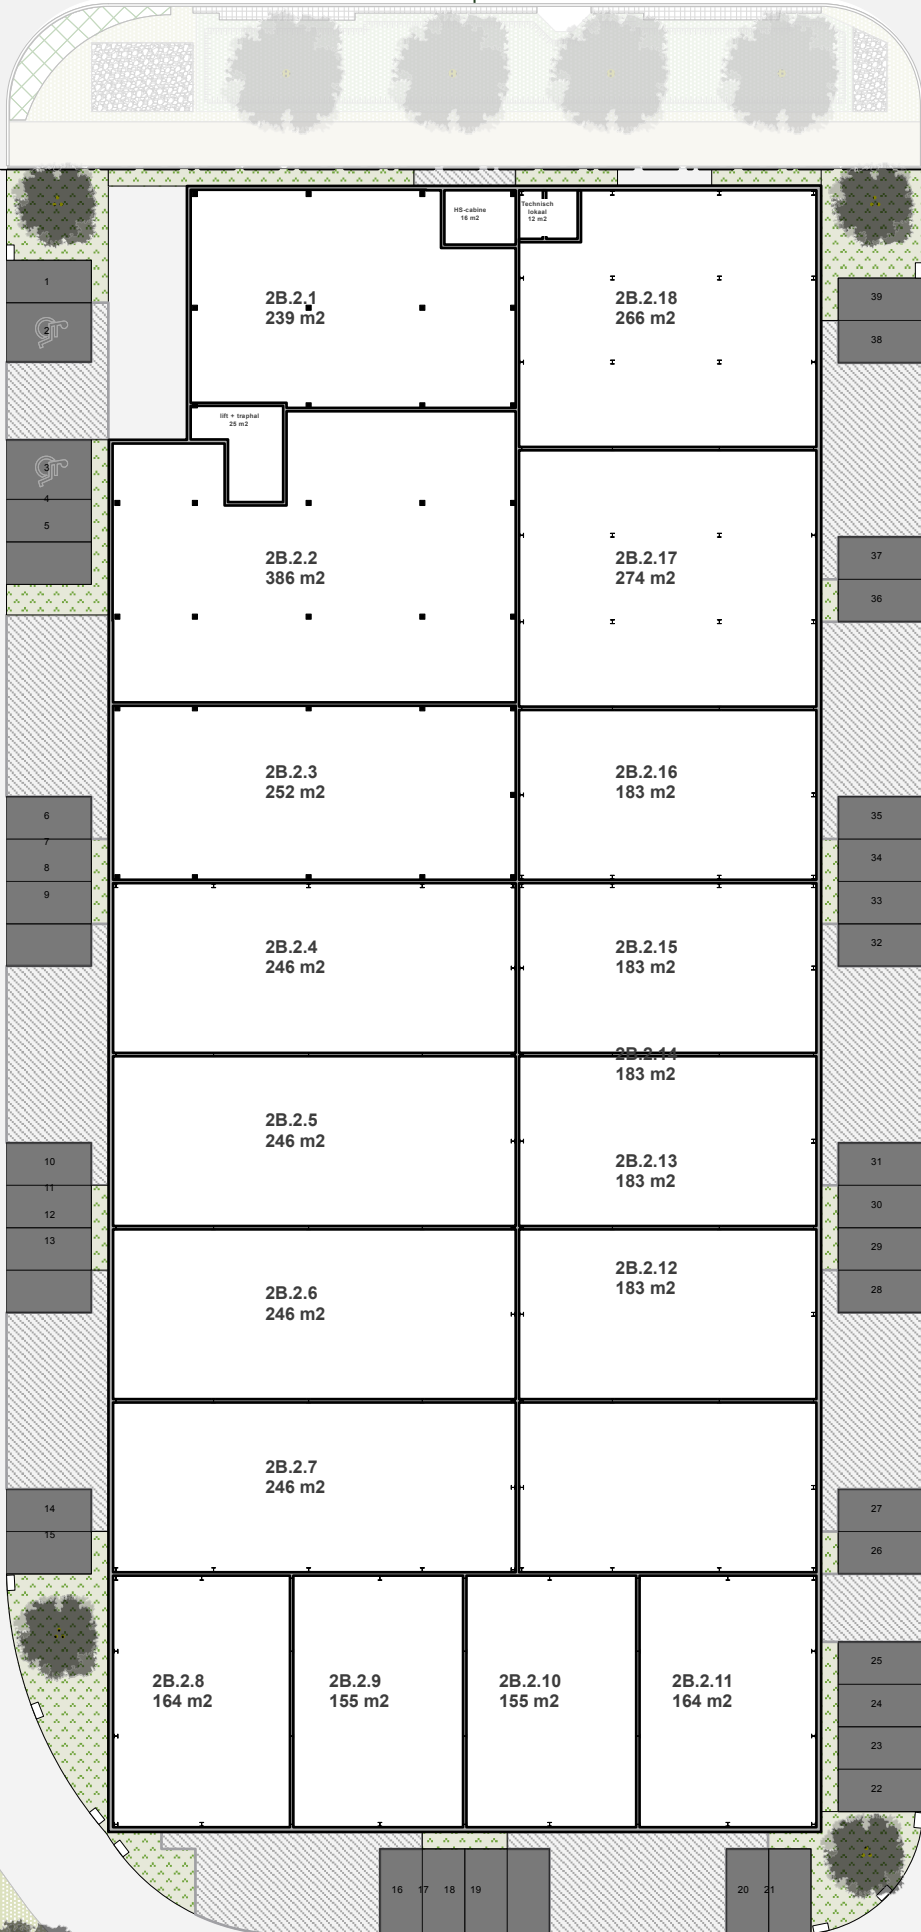 HS-cabine
16 m2
Technisch
lokaal
12 m2
2B.2.1
239 m2
2B.2.18
266 m2
1
2
39
38
lift + traphal
25 m2
3
4
5
2B.2.2
386 m2
2B.2.17
274 m2
37
36
2B.2.3
252 m2
2B.2.16
183 m2
6
7
8
9
35
34
33
32
2B.2.4
246 m2
2B.2.15
183 m2
2B.2.14
183 m2
2B.2.5
246 m2
2B.2.13
183 m2
10
11
12
13
31
30
29
28
2B.2.6
246 m2
2B.2.12
183 m2
2B.2.7
246 m2
14
15
27
26
2B.2.8
164 m2
2B.2.9
155 m2
2B.2.10
155 m2
2B.2.11
164 m2
25
24
23
22
16 17 18 19
20 21